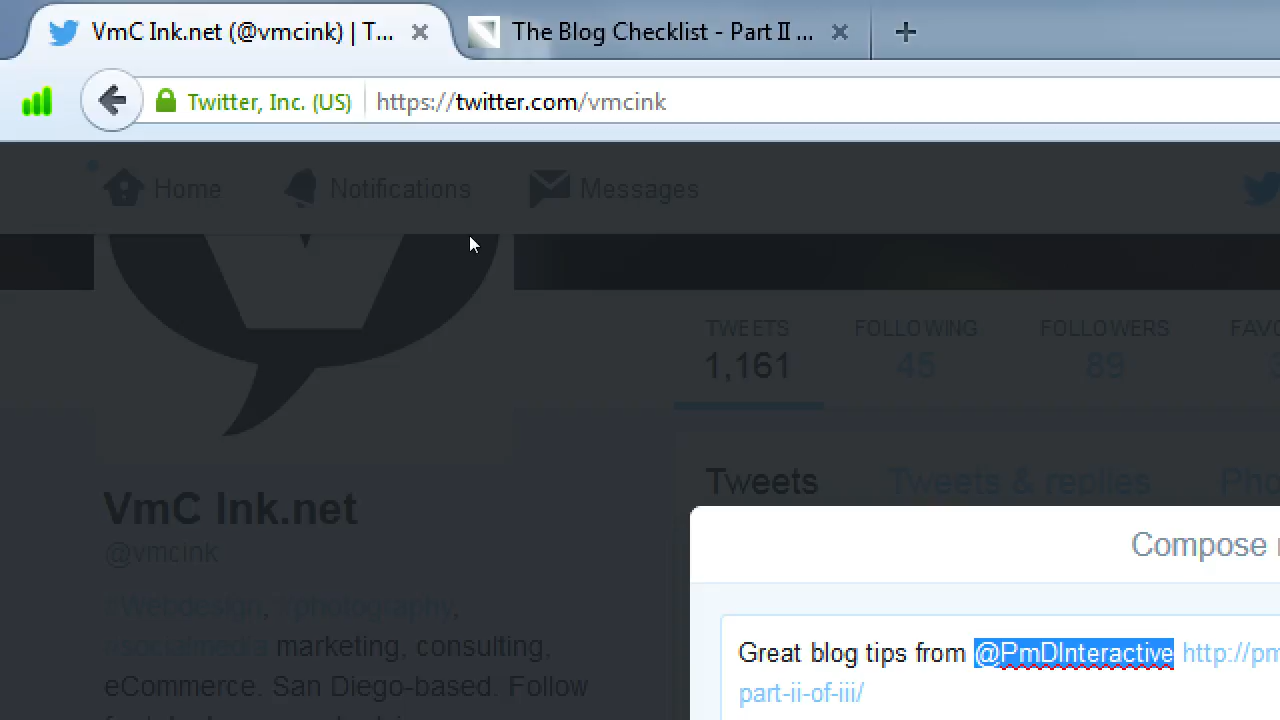 VmC Ink.net (@vmcink) | T...
The Blog Checklist - Part II ...
Twitter, Inc. (US)
https://twitter.com/vmcink
Home
Notifications
Messages
TWEETS
FOLLOWING
FOLLOWERS
1,161
45
89
Tweets
Tweets & replies
VmC Ink.net
@vmcink
Compose
#Webdesign, #photography,
#socialmedia marketing, consulting,
eCommerce. San Diego-based. Follow
Great blog tips from @PmDInteractive http://pm
part-ii-of-iii/